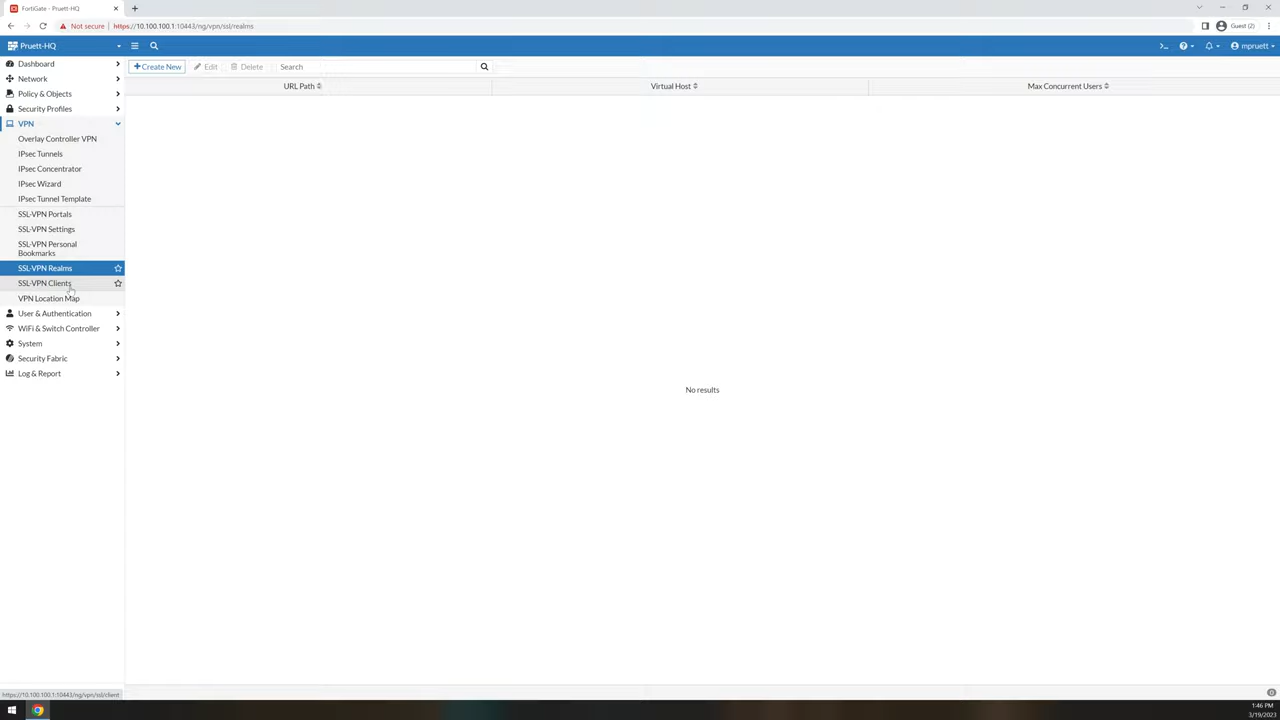 FortiGate - Pruett-HQ
Not secure https://10.100.100.1:10443/ng/vpn/ssl/realms Guest (2)
Pruett-HQ mpruett
Dashboard
Network
Policy & Objects
Security Profiles
VPN
Overlay Controller VPN
IPsec Tunnels
IPsec Concentrator
IPsec Wizard
IPsec Tunnel Template
SSL-VPN Portals
SSL-VPN Settings
SSL-VPN Personal
Bookmarks
SSL-VPN Realms
SSL-VPN Clients
VPN Location Map
User & Authentication
WiFi & Switch Controller
System
Security Fabric
Log & Report
+Create New Edit Delete Search
URL Path Virtual Host Max Concurrent Users
No results
0
https://10.100.100.1:10443/ng/vpn/ssl/client
1:46 PM
3/19/2023